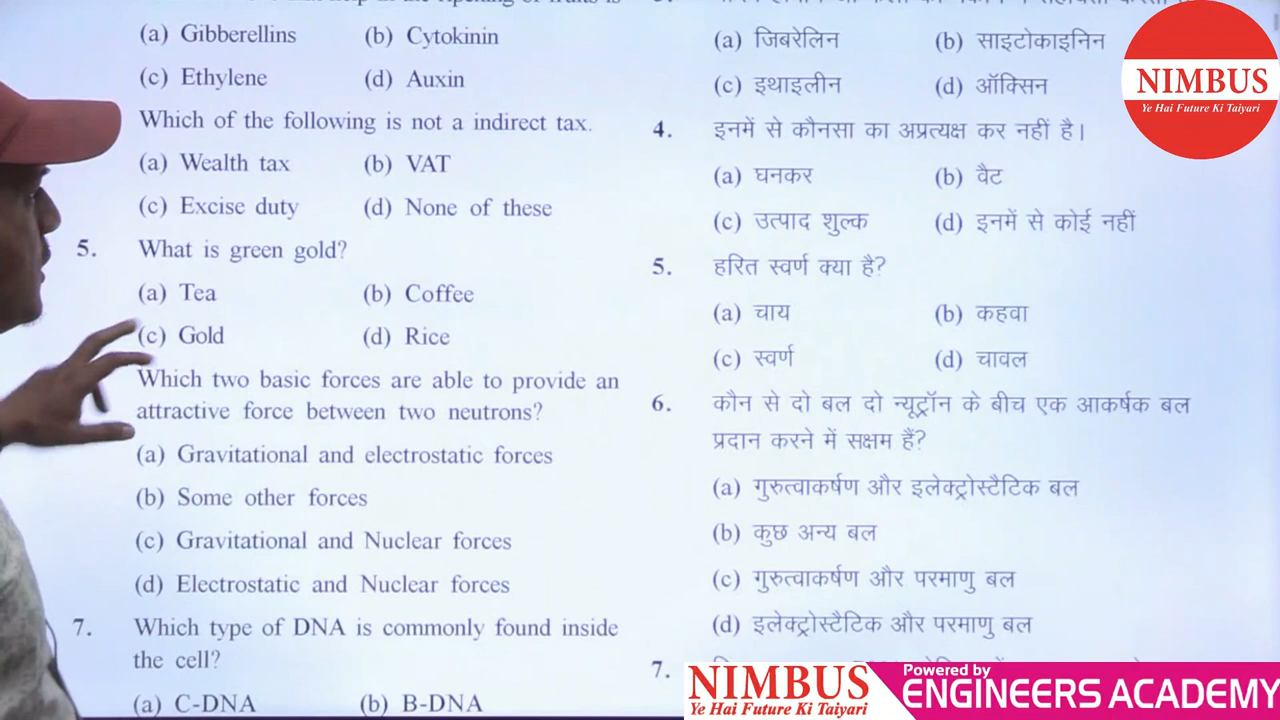 (a) Gibberellins (b) Cytokinin
(c) Ethylene (d) Auxin
Which of the following is not a indirect tax.
(a) Wealth tax (b) VAT
(c) Excise duty (d) None of these
5. What is green gold?
(a) Tea (b) Coffee
(c) Gold (d) Rice
Which two basic forces are able to provide an
attractive force between two neutrons?
(a) Gravitational and electrostatic forces
(b) Some other forces
(c) Gravitational and Nuclear forces
(d) Electrostatic and Nuclear forces
7. Which type of DNA is commonly found inside
the cell?
(a) C-DNA (b) B-DNA
(a) जिबरेलिन (b) साइटोकाइनिन
(c) इथाइलीन (d) ऑक्सिन
4. इनमें से कौनसा का अप्रत्यक्ष कर नहीं है।
(a) घनकर (b) वैट
(c) उत्पाद शुल्क (d) इनमें से कोई नहीं
5. हरित स्वर्ण क्या है?
(a) चाय (b) कहवा
(c) स्वर्ण (d) चावल
6. कौन से दो बल दो न्यूट्रॉन के बीच एक आकर्षक बल
प्रदान करने में सक्षम हैं?
(a) गुरुत्वाकर्षण और इलेक्ट्रोस्टैटिक बल
(b) कुछ अन्य बल
(c) गुरुत्वाकर्षण और परमाणु बल
(d) इलेक्ट्रोस्टैटिक और परमाणु बल
7.
NIMBUS
Ye Hai Future Ki Taiyari
NIMBUS
Ye Hai Future Ki Taiyari
Powered by
ENGINEERS ACADEMY